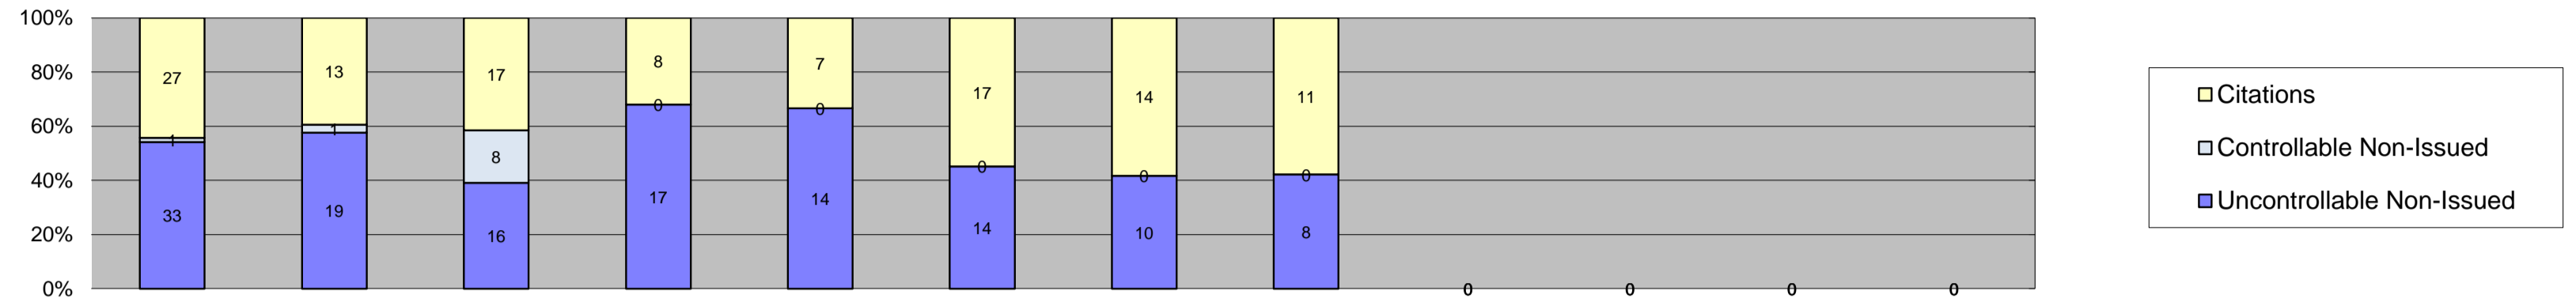 100%
80%
60%
40%
20%
0%
27 13 17 8 7 17 14 11
1 1 8 0 0 0 0 0
33 19 16 17 14 14 10 8
0 0 0 0
Citations
Controllable Non-Issued
Uncontrollable Non-Issued